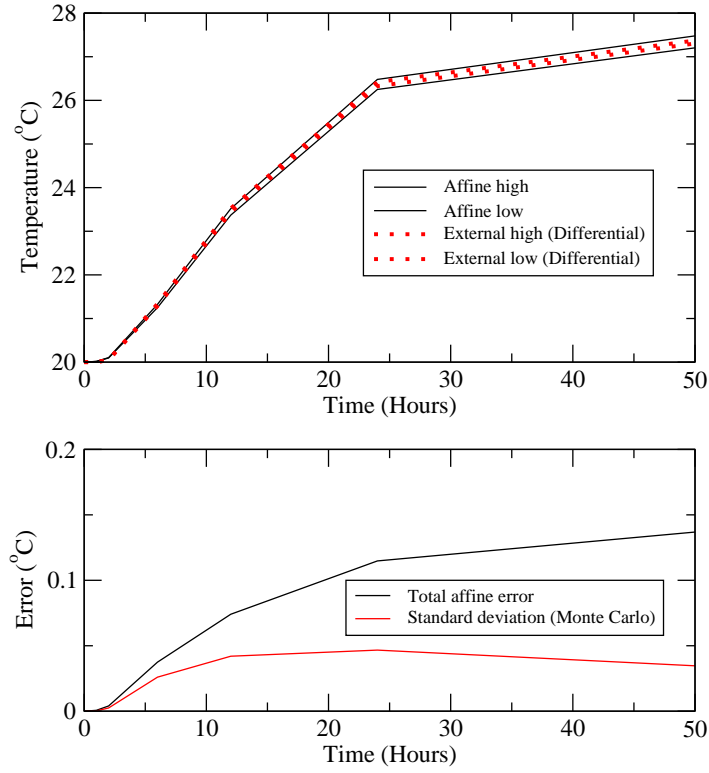 28
26
24
22
20
Temperature (°C)
Affine high
Affine low
External high (Differential)
External low (Differential)
0
10
20
30
40
50
Time (Hours)
0.2
0.1
0
Error (°C)
Total affine error
Standard deviation (Monte Carlo)
0
10
20
30
40
50
Time (Hours)